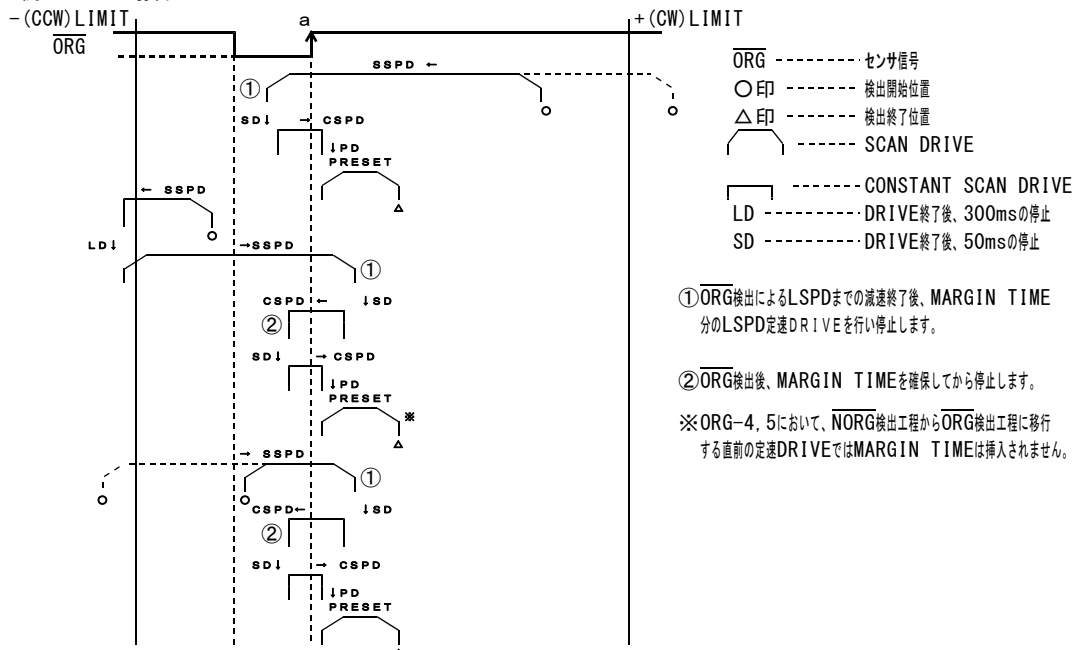 -(CCW)LIMIT
a
+(CW)LIMIT
ORG
SSPD ←
①
SD↓ → CSPD
↓PD
PRESET
← SSPD
LD↓
→SSPD
①
CSPD ← ↓SD
②
SD↓ → CSPD
↓PD
PRESET
※
→ SSPD
①
CSPD← ↓SD
②
SD↓ → CSPD
↓PD
PRESET
ORG -------- センサ信号
○印 ------- 検出開始位置
△印 ------- 検出終了位置
------ SCAN DRIVE
------- CONSTANT SCAN DRIVE
LD --------- DRIVE終了後、300msの停止
SD --------- DRIVE終了後、50msの停止
①ORG検出によるLSPDまでの減速終了後、MARGIN TIME
分のLSPD定速DRIVEを行い停止します。
②ORG検出後、MARGIN TIMEを確保してから停止します。
※ORG-4, 5において、NORG検出工程からORG検出工程に移行
する直前の定速DRIVEではMARGIN TIMEは挿入されません。